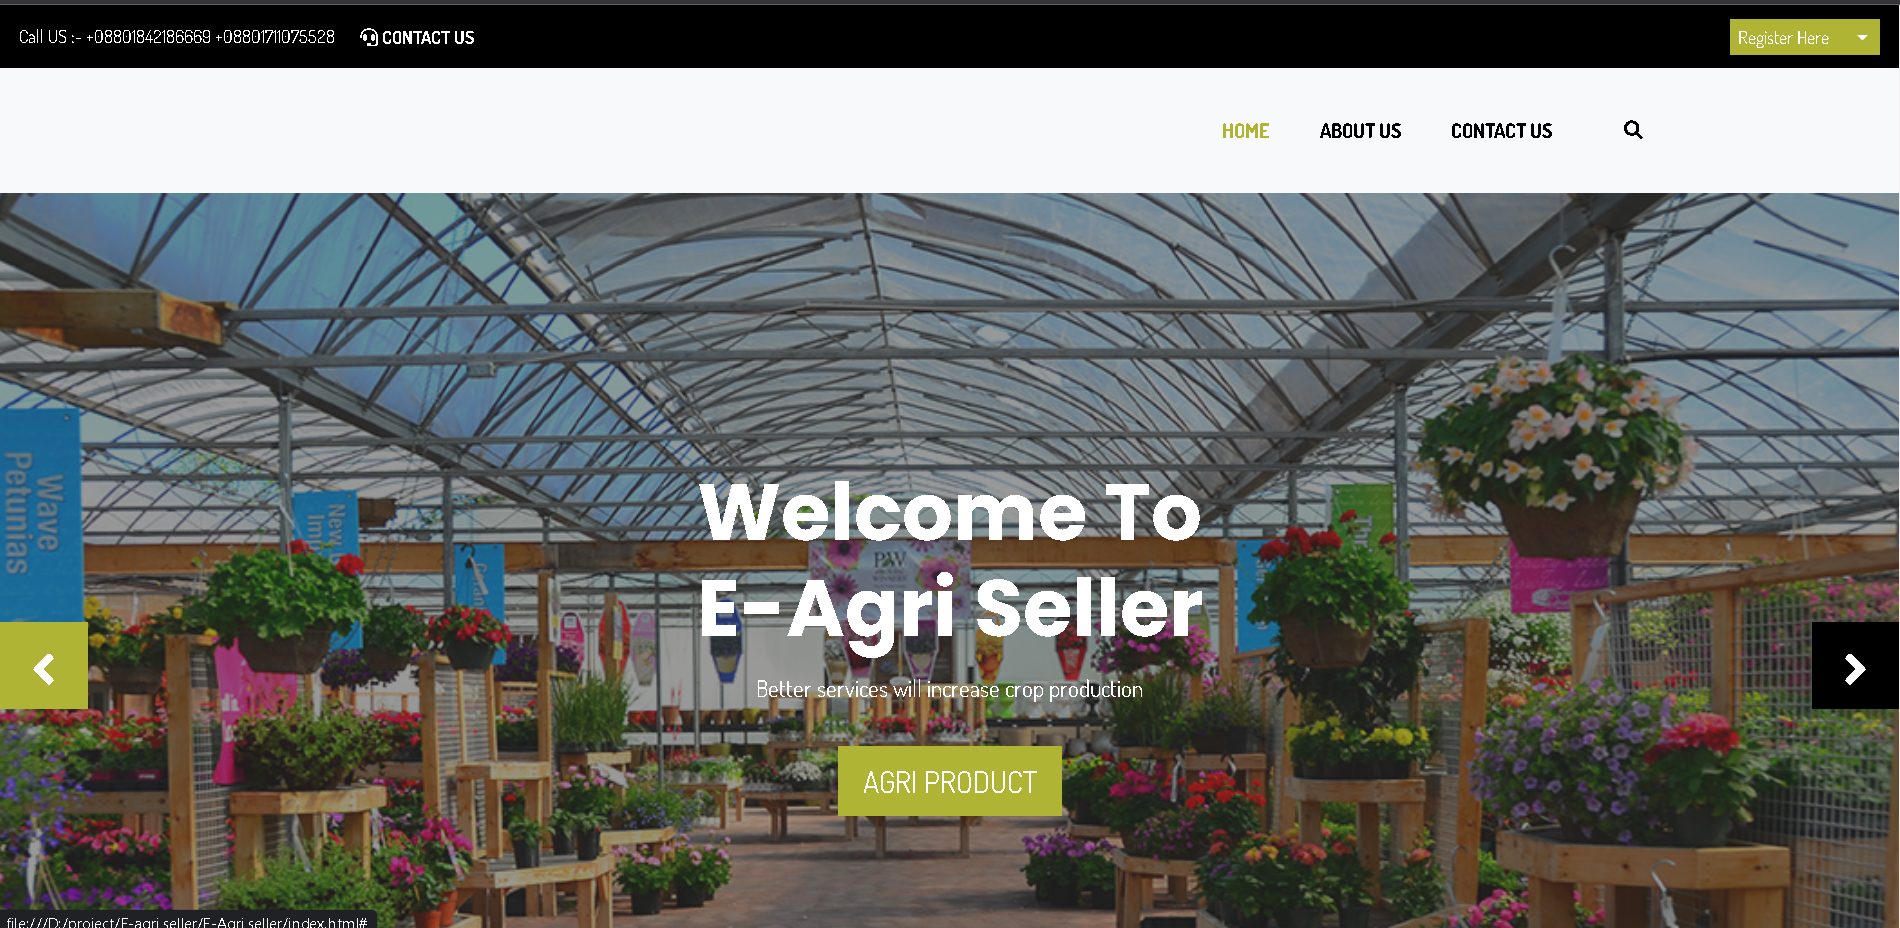 Call US :- +08801842186669 +08801711075528 CONTACT US
Register Here
HOME ABOUT US CONTACT US
Wave
Petunias
New
P W
Welcome To
E-Agri Seller
Better services will increase crop production
AGRI PRODUCT
file:///D:/project/E-agri seller/E-Agri seller/index.html#